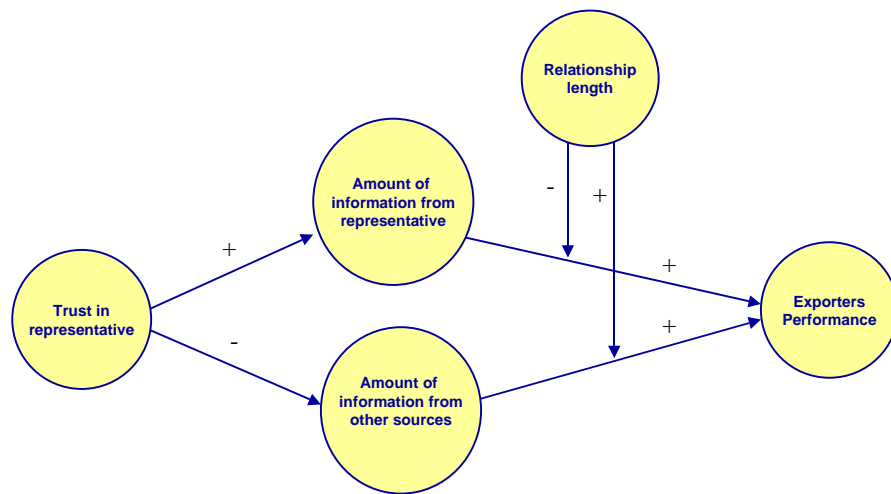 Relationship
length
-
+
Amount of
information from
representative
+
+
Trust in
representative
Exporters
Performance
-
+
Amount of
information from
other sources